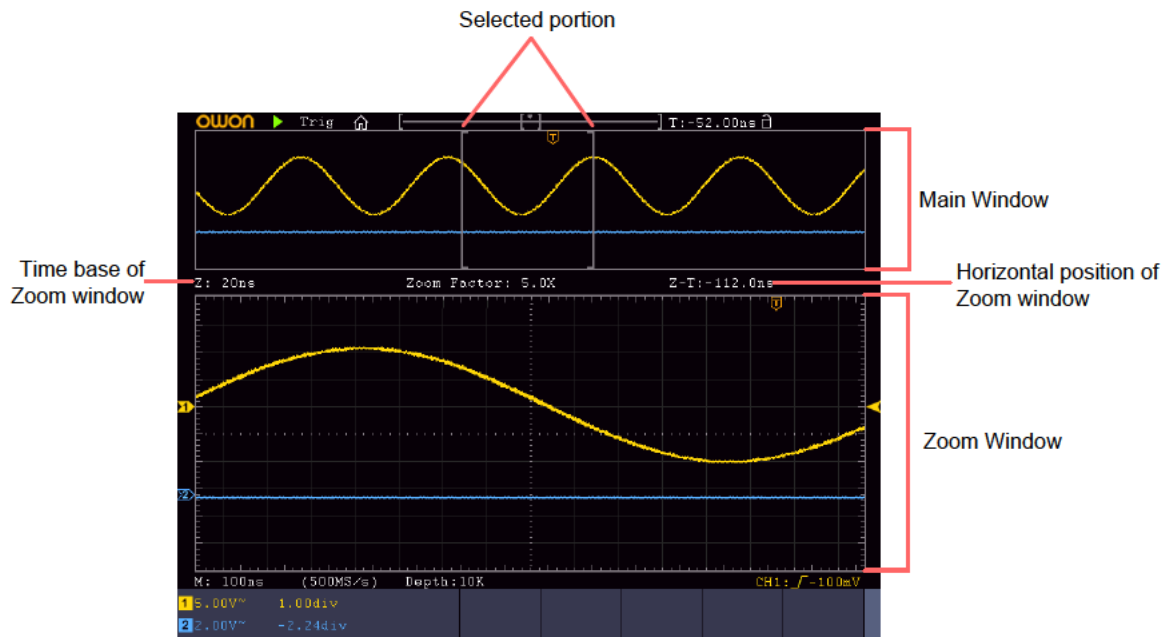 Selected portion
OWON Trig T:-52.00ns
T
Main Window
Time base of
Zoom window
Z: 20ns Zoom Factor: 5.0X Z-T:-112.0ns
Horizontal position of
Zoom window
T
1
Zoom Window
2
M: 100ns (500MS/s) Depth:10K CH1: -100mV
1 5.00V~ 1.00div
2 2.00V~ -2.24div